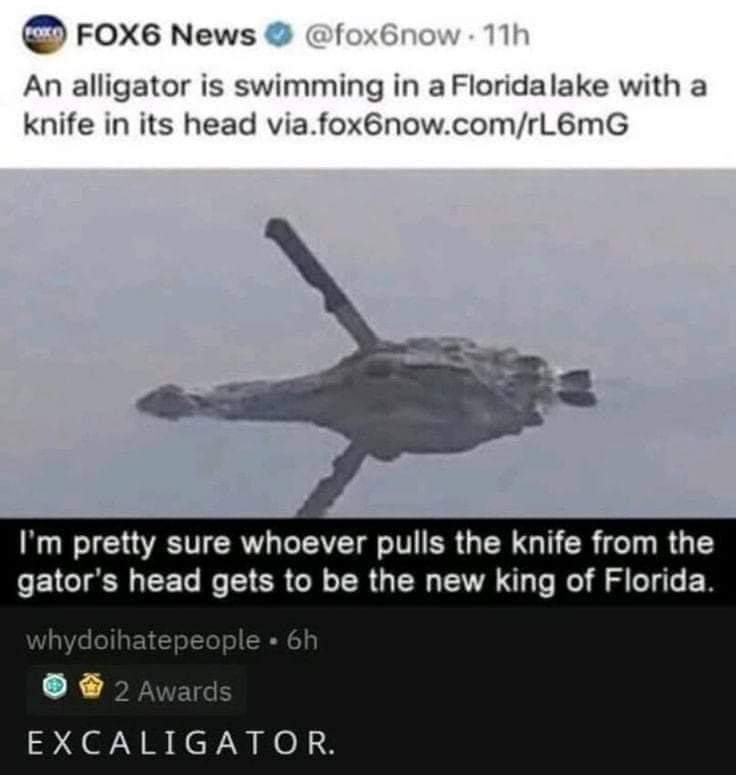 FOX6 News @fox6now · 11h
An alligator is swimming in a Florida lake with a
knife in its head via.fox6now.com/rL6mG
I'm pretty sure whoever pulls the knife from the
gator's head gets to be the new king of Florida.
whydoihatepeople • 6h
2 Awards
EXCALIGATOR.